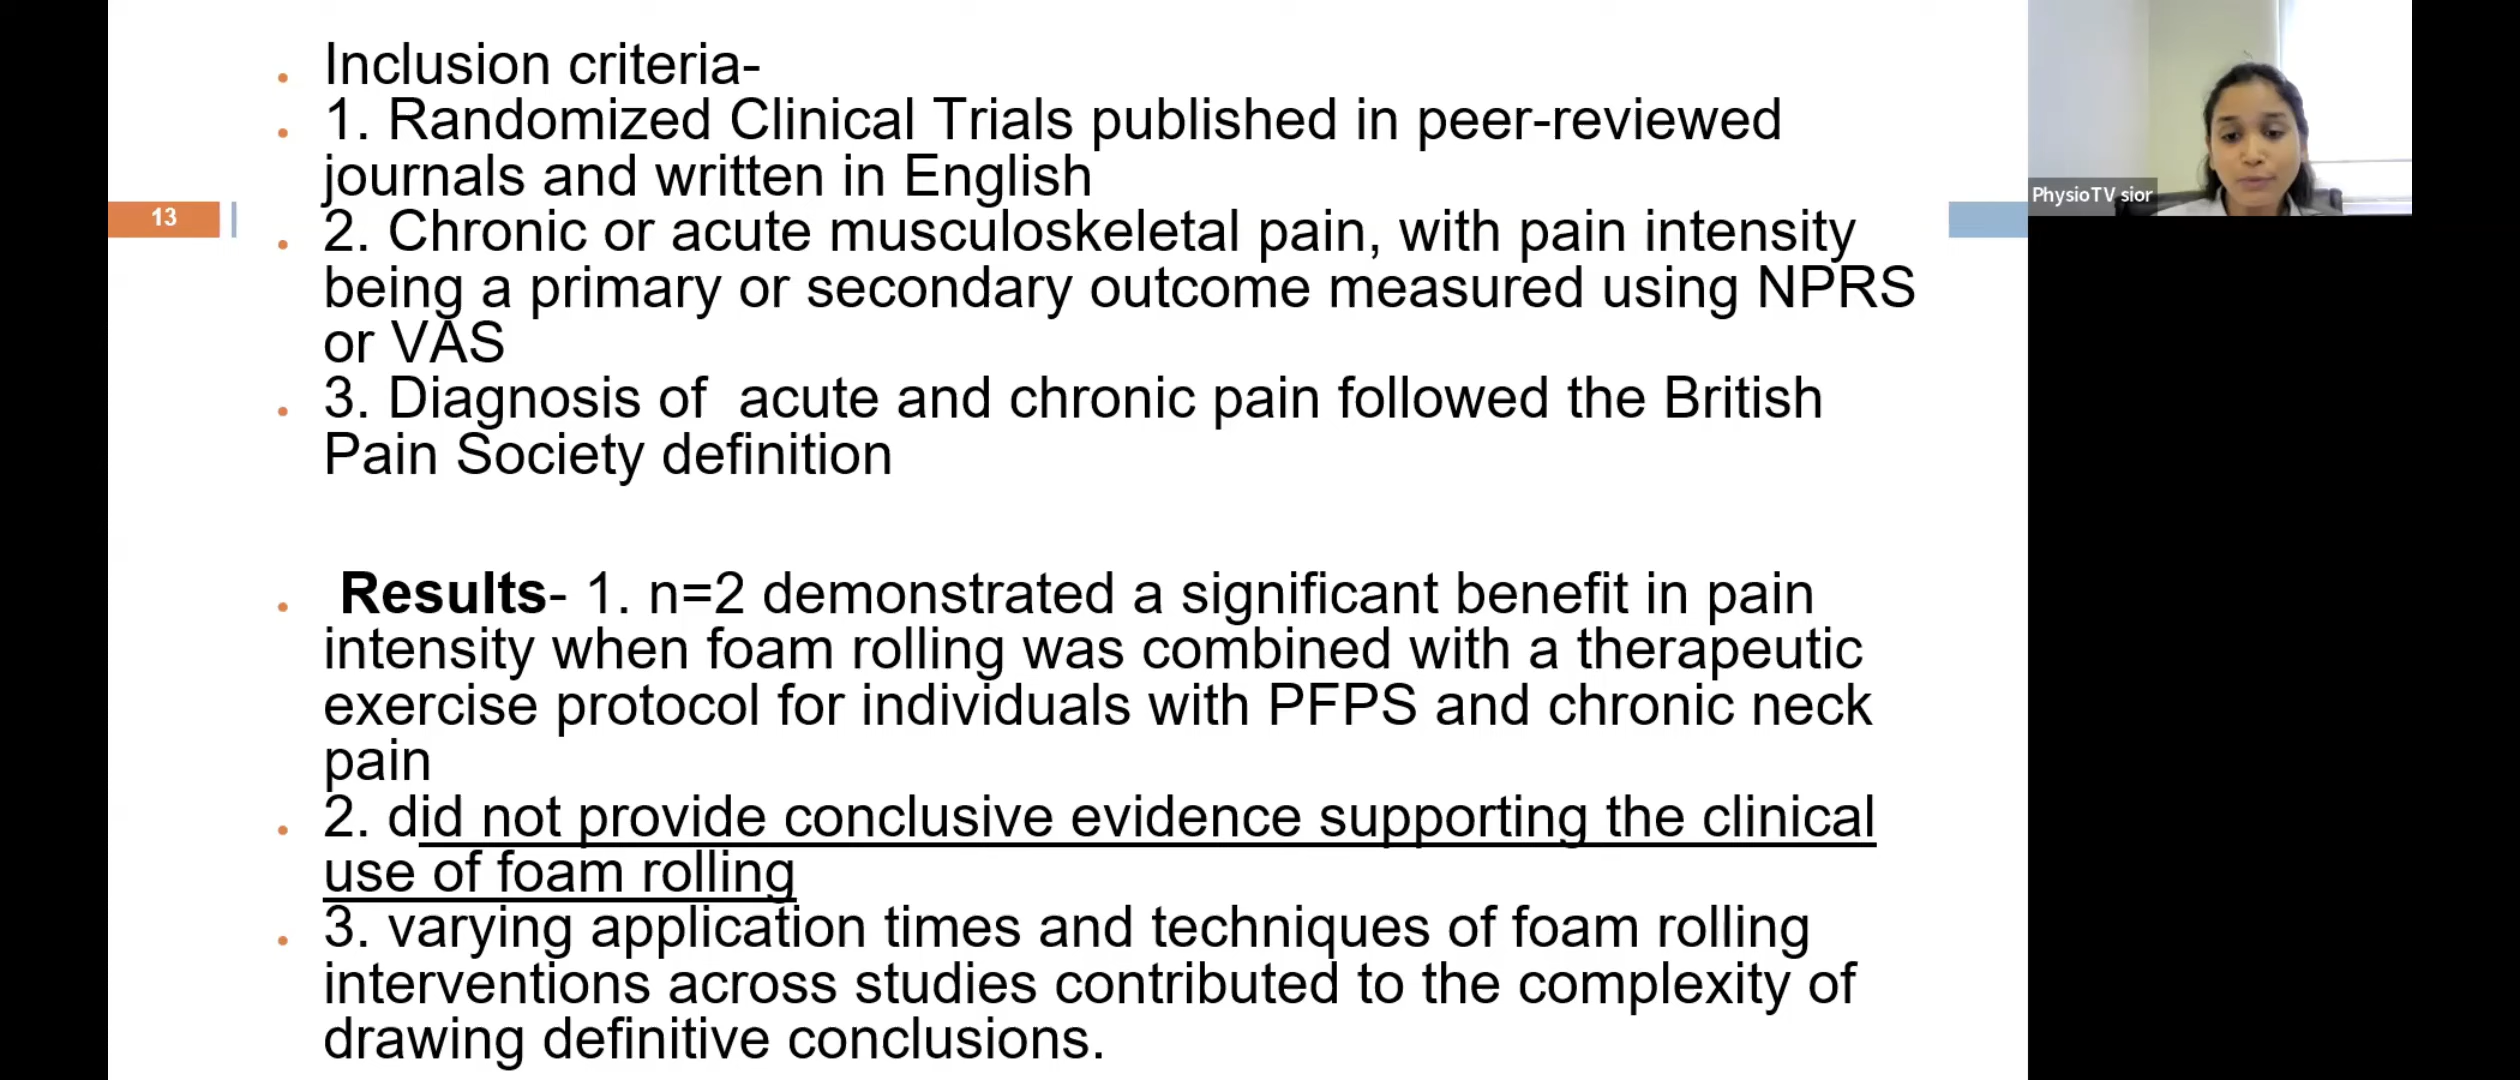 Inclusion criteria-
1. Randomized Clinical Trials published in peer-reviewed
journals and written in English
13
2. Chronic or acute musculoskeletal pain, with pain intensity
being a primary or secondary outcome measured using NPRS
or VAS
3. Diagnosis of  acute and chronic pain followed the British
Pain Society definition
Results- 1. n=2 demonstrated a significant benefit in pain
intensity when foam rolling was combined with a therapeutic
exercise protocol for individuals with PFPS and chronic neck
pain
2. did not provide conclusive evidence supporting the clinical
use of foam rolling
3. varying application times and techniques of foam rolling
interventions across studies contributed to the complexity of
drawing definitive conclusions.
PhysioTV sior